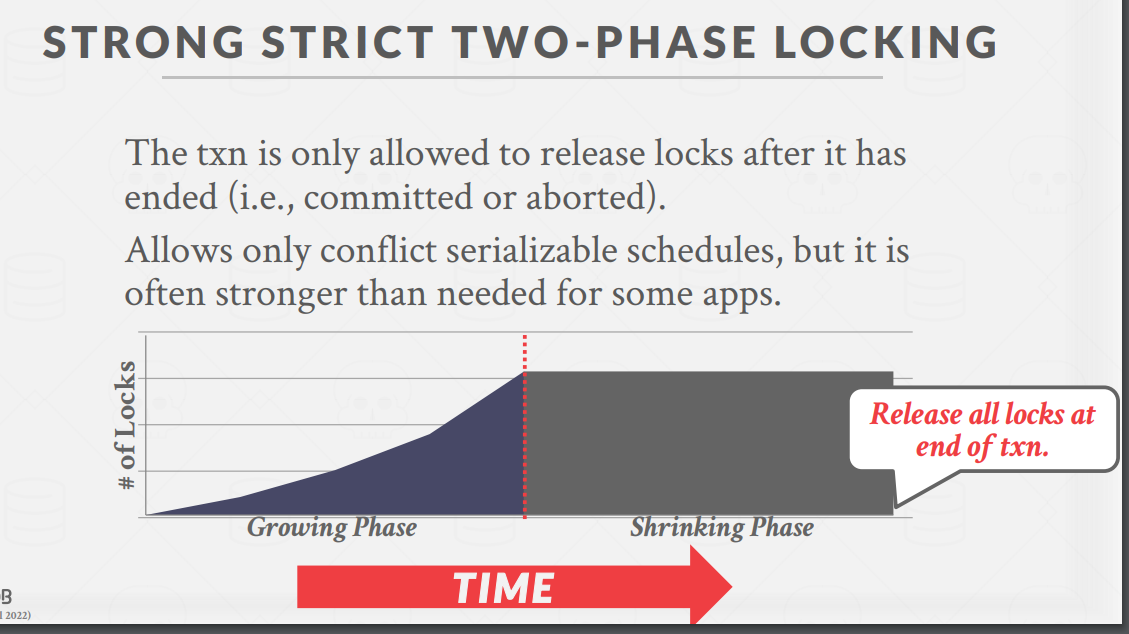 STRONG STRICT TWO-PHASE LOCKING
The txn is only allowed to release locks after it has
ended (i.e., committed or aborted).
Allows only conflict serializable schedules, but it is
often stronger than needed for some apps.
# of Locks
Release all locks at
end of txn.
Growing Phase
Shrinking Phase
TIME
2022)